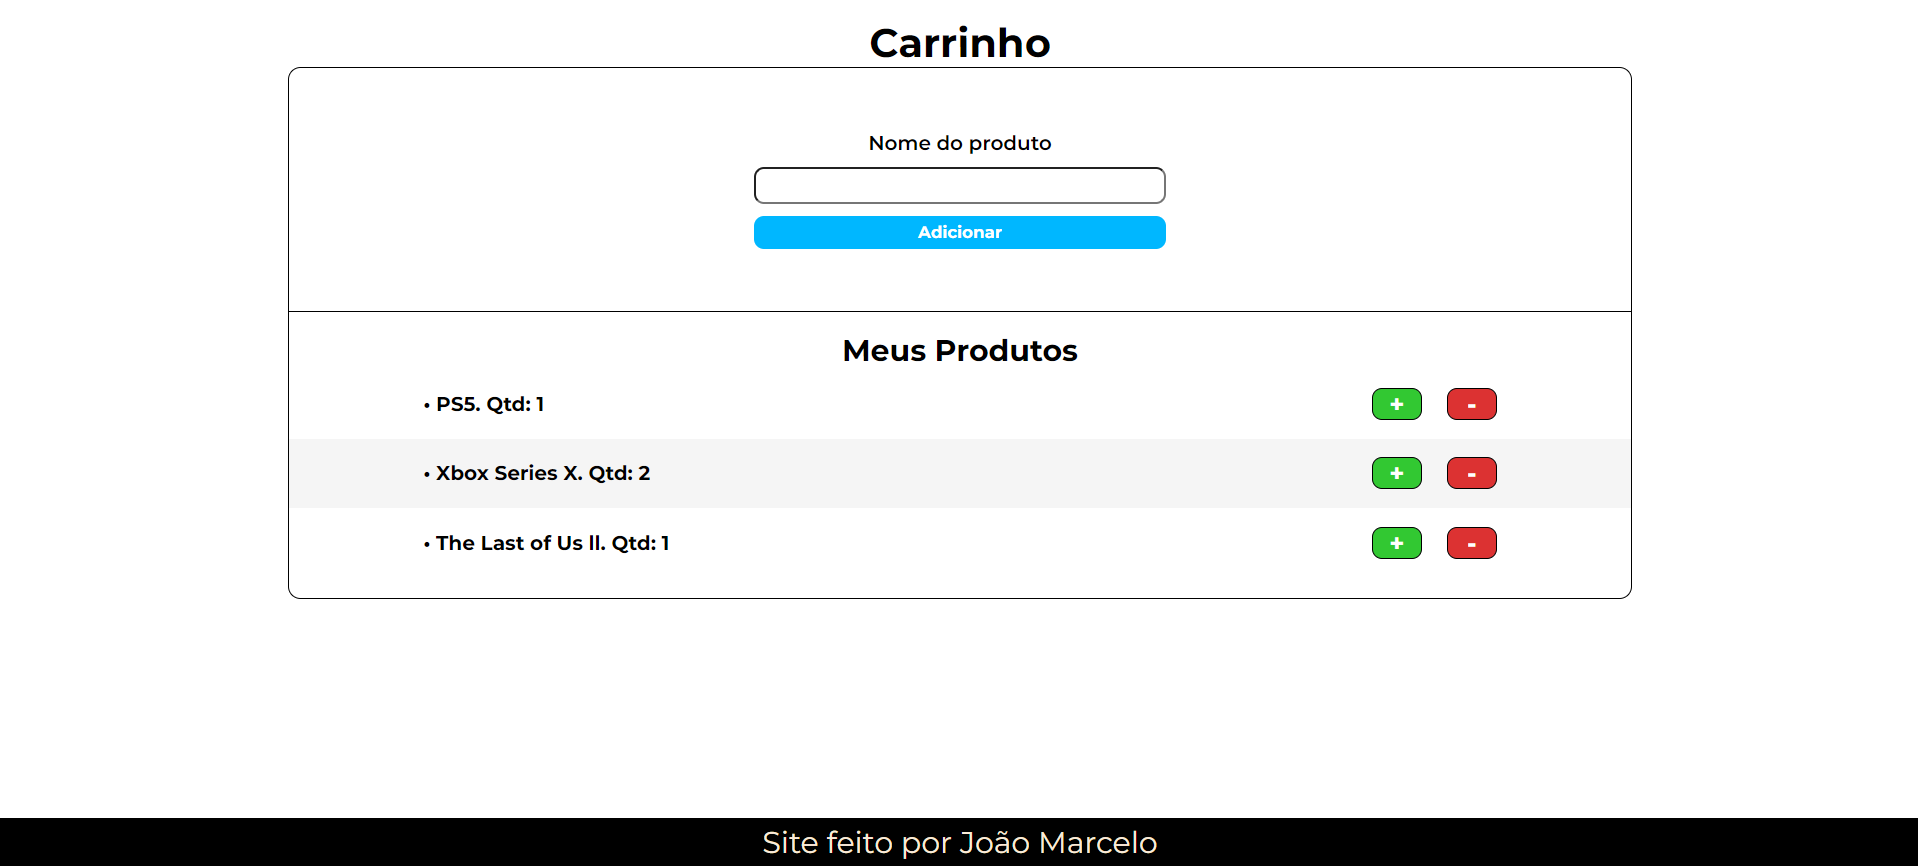 Carrinho
Nome do produto
Adicionar
Meus Produtos
• PS5. Qtd: 1 + -
• Xbox Series X. Qtd: 2 + -
• The Last of Us ll. Qtd: 1 + -
Site feito por João Marcelo